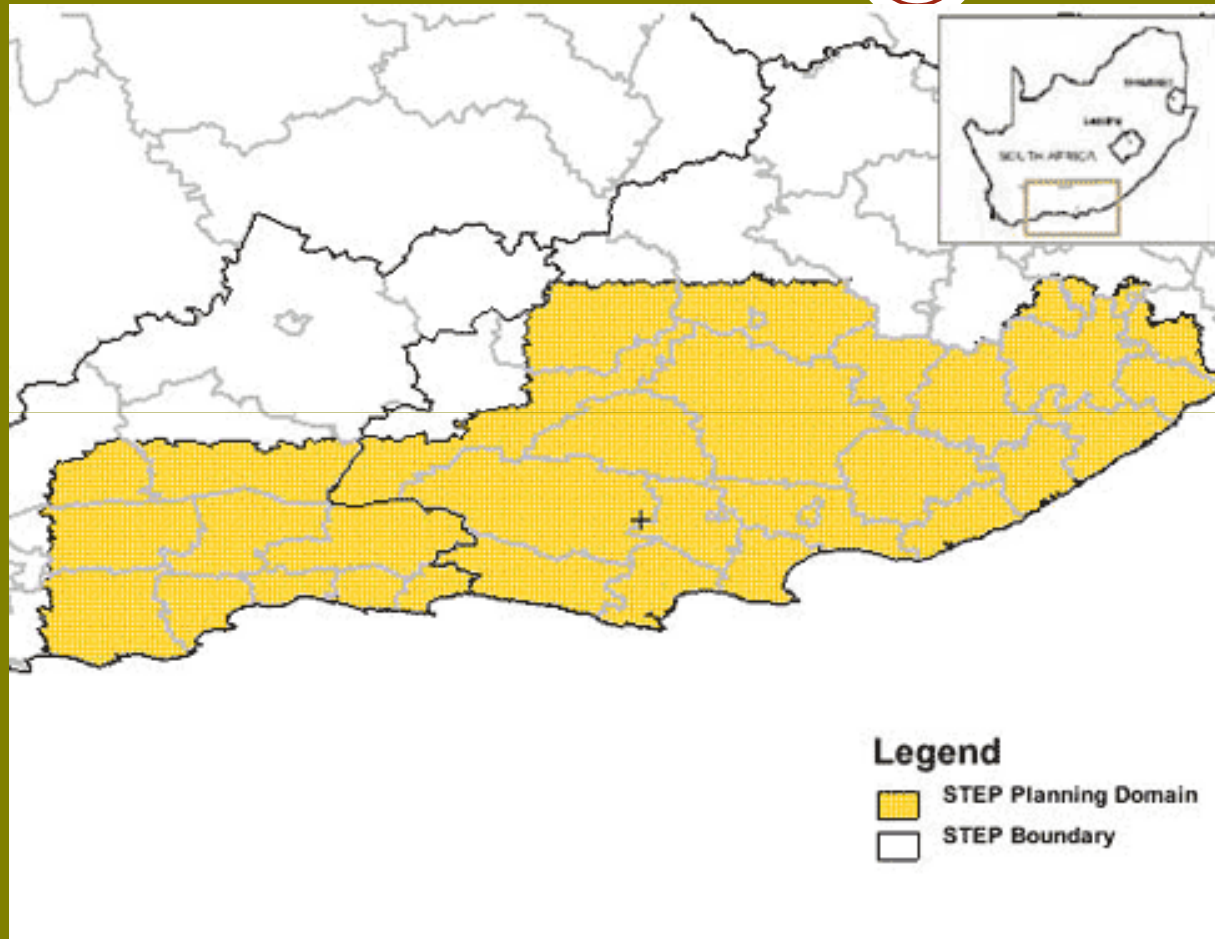 Lesotho
SOUTH AFRICA
Legend
STEP Planning Domain
STEP Boundary